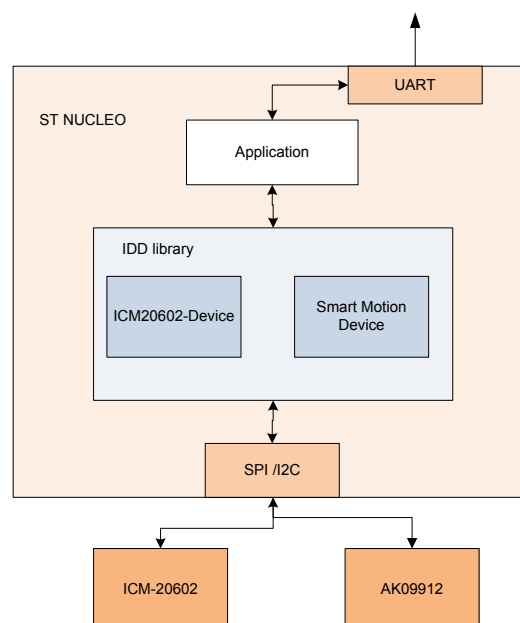 UART
ST NUCLEO
Application
IDD library
ICM20602-Device
Smart Motion
Device
SPI /I2C
ICM-20602
AK09912